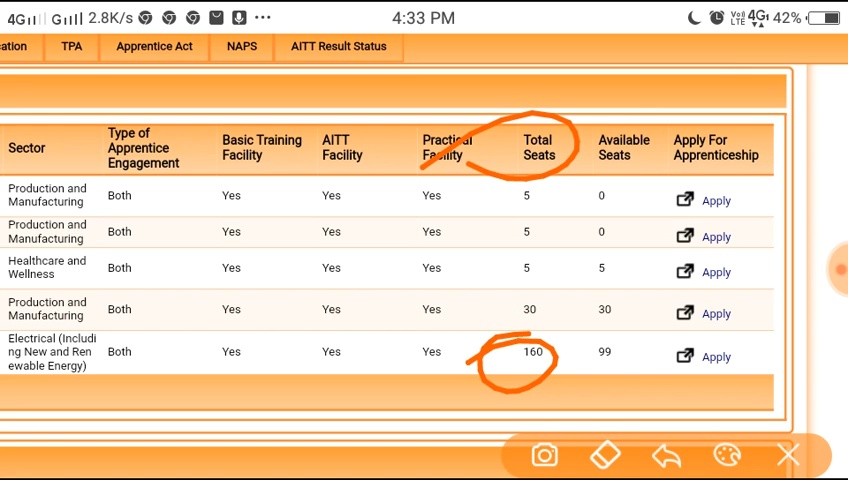 4G G 2.8K/s 4:33 PM VoI) LTE 4G 42%
ation TPA Apprentice Act NAPS AITT Result Status
Sector
Type of
Apprentice
Engagement
Basic Training
Facility
AITT
Facility
Practical
Facility
Total
Seats
Available
Seats
Apply For
Apprenticeship
Production and
Manufacturing
Both Yes Yes Yes 5 0 Apply
Production and
Manufacturing
Both Yes Yes Yes 5 0 Apply
Healthcare and
Wellness
Both Yes Yes Yes 5 5 Apply
Production and
Manufacturing
Both Yes Yes Yes 30 30 Apply
Electrical (Includi
ng New and Ren
ewable Energy)
Both Yes Yes Yes 160 99 Apply